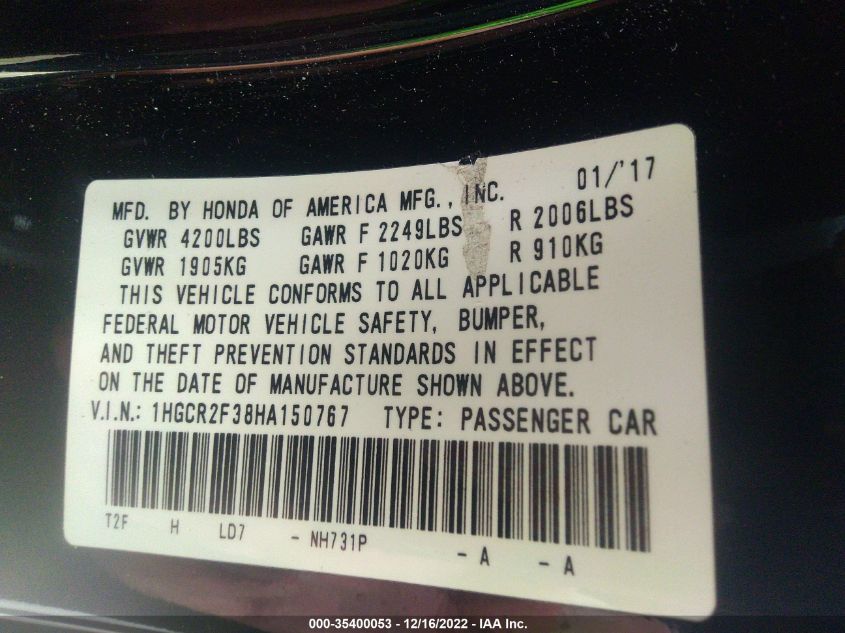 MFD. BY HONDA OF AMERICA MFG., INC. 01/'17
GVWR 4200LBS GAWR F 2249LBS R 2006LBS
GVWR 1905KG GAWR F 1020KG R 910KG
THIS VEHICLE CONFORMS TO ALL APPLICABLE
FEDERAL MOTOR VEHICLE SAFETY, BUMPER,
AND THEFT PREVENTION STANDARDS IN EFFECT
ON THE DATE OF MANUFACTURE SHOWN ABOVE.
V.I.N.: 1HGCR2F38HA150767 TYPE: PASSENGER CAR
T2F H LD7 - NH731P - A - A
000-35400053 - 12/16/2022 - IAA Inc.